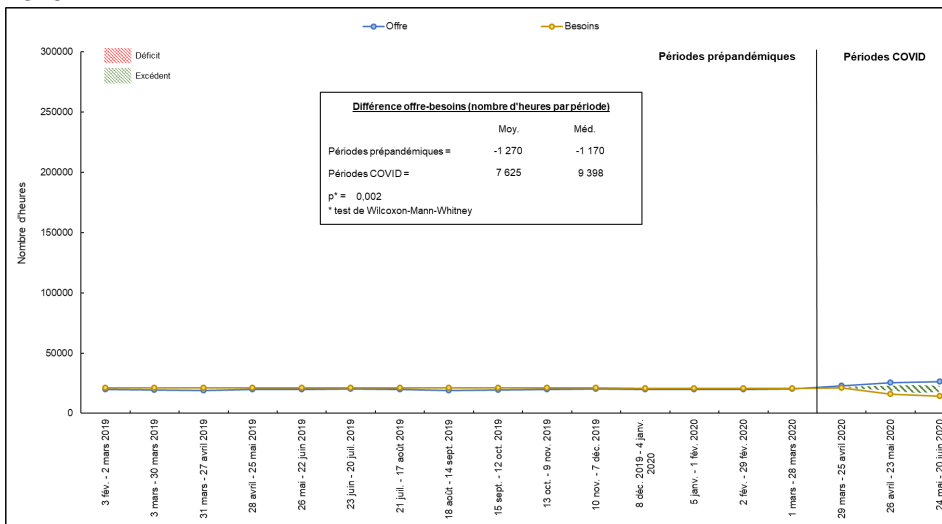 Offre
Besoins
Déficit
Excédent
Périodes prépandémiques
Périodes COVID
Différence offre-besoins (nombre d'heures par période)
Moy. Méd.
Périodes prépandémiques = -1 270 -1 170
Périodes COVID = 7 625 9 398
p* = 0,002
* test de Wilcoxon-Mann-Whitney
Nombre d'heures
300000
250000
200000
150000
100000
50000
0
3 fév. - 2 mars 2019
3 mars - 30 mars 2019
31 mars - 27 avril 2019
28 avril - 25 mai 2019
26 mai - 22 juin 2019
23 juin - 20 juil. 2019
21 juil. - 17 août 2019
18 août - 14 sept. 2019
15 sept. - 12 oct. 2019
13 oct. - 9 nov. 2019
10 nov. - 7 déc. 2019
8 déc. 2019 - 4 janv.
2020
5 janv. - 1 fév. 2020
2 fév. - 29 fév. 2020
1 mars - 28 mars 2020
29 mars - 25 avril 2020
26 avril - 23 mai 2020
24 mai - 20 juin 2020